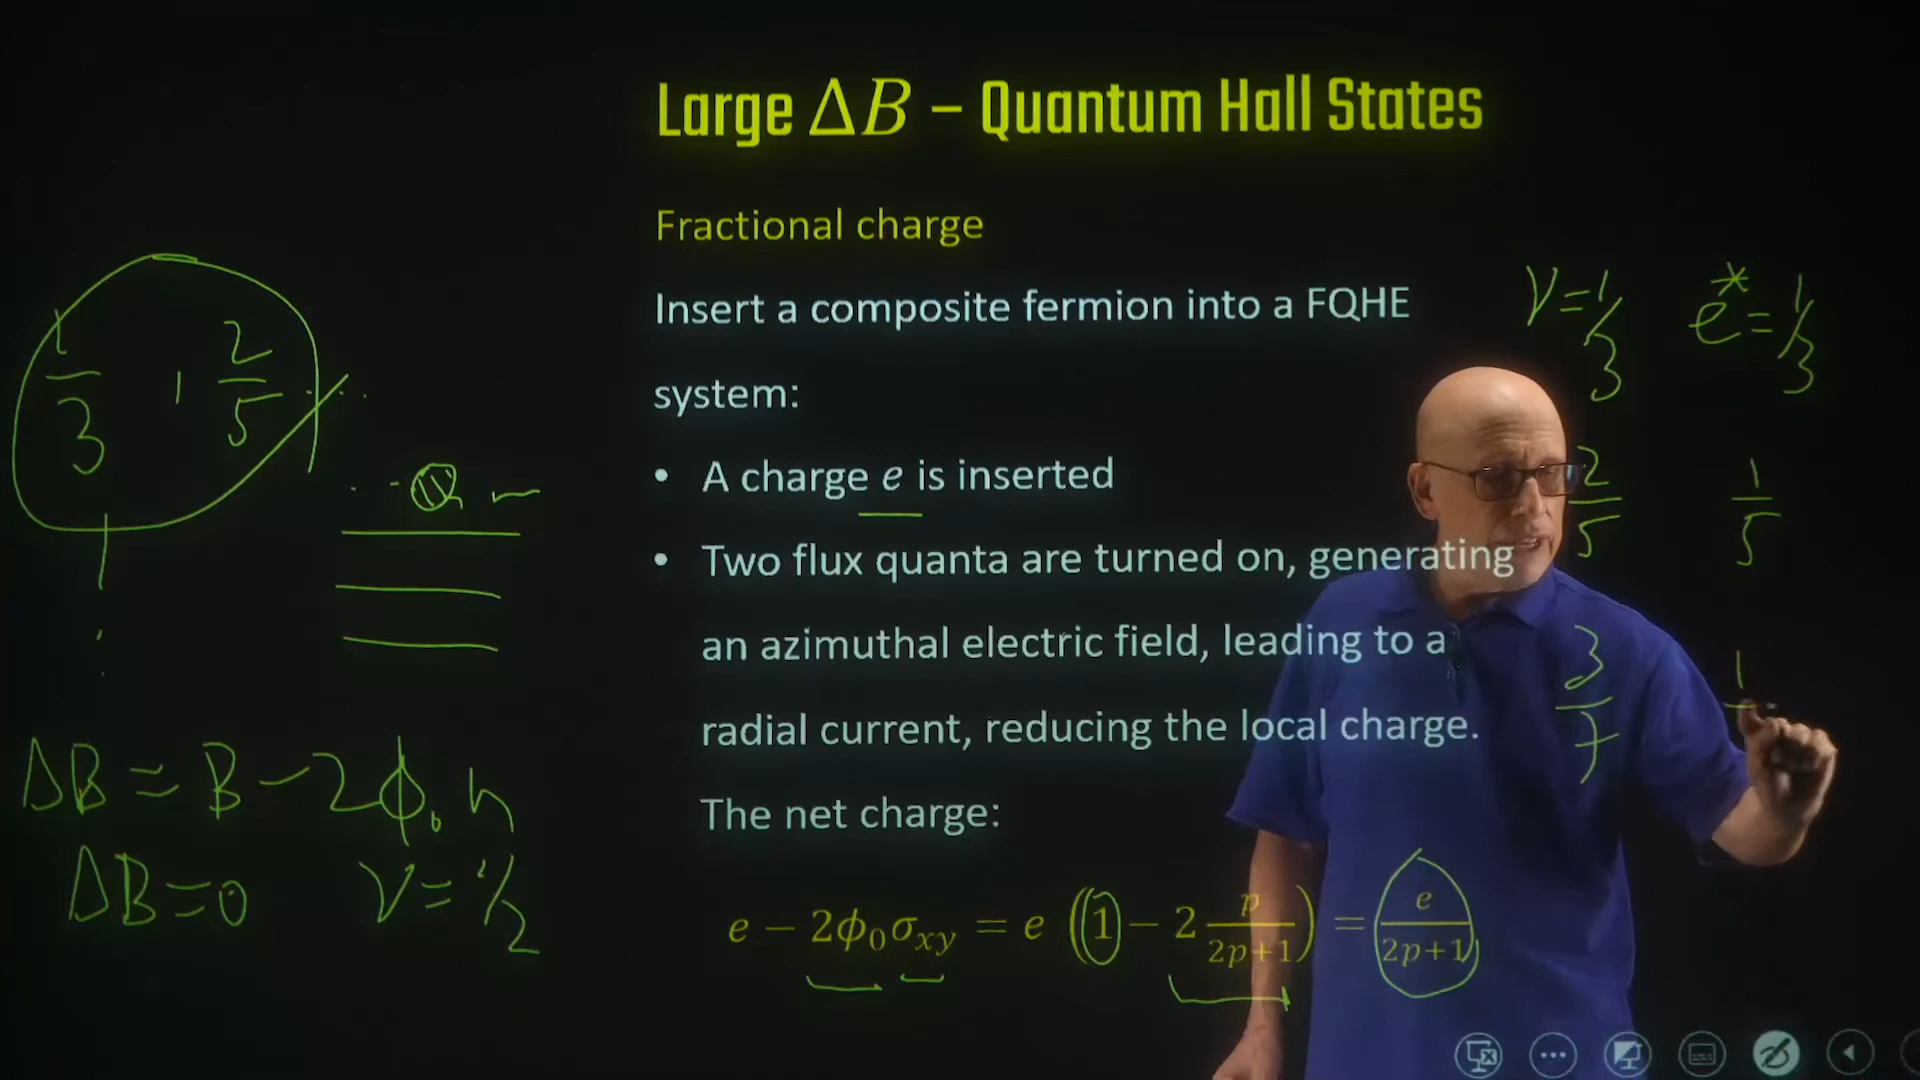 Large ΔB – Quantum Hall States
Fractional charge
Insert a composite fermion into a FQHE
system:
• A charge e is inserted
• Two flux quanta are turned on, generating
an azimuthal electric field, leading to a
radial current, reducing the local charge.
The net charge:
e − 2ϕ₀σxy = e (1 − 2 p/(2p+1)) = e/(2p+1)
1/3 , 2/5 ...
ΔB = B − 2ϕ₀n
ΔB = 0 ν = 1/2
ν = 1/3 e* = 1/3
2/5 1/5
3/7 1